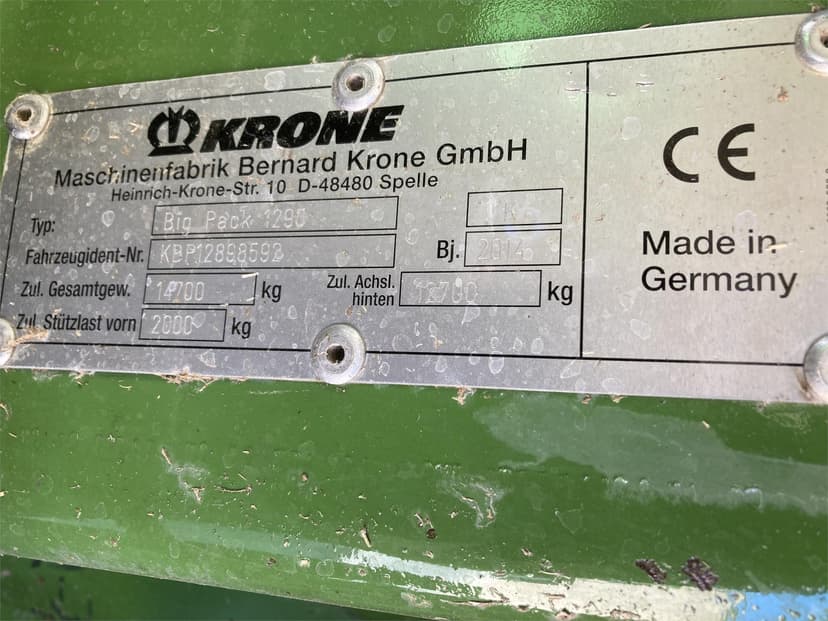 KRONE
Maschinenfabrik Bernard Krone GmbH
Heinrich-Krone-Str. 10 D-48480 Spelle
Typ: Big Pack 1290
Fahrzeugident-Nr. Bj. 2014
Zul. Gesamtgew. 14700 kg Zul. Achsl. hinten 12700 kg
Zul. Stützlast vorn 2000 kg
CE
Made in
Germany